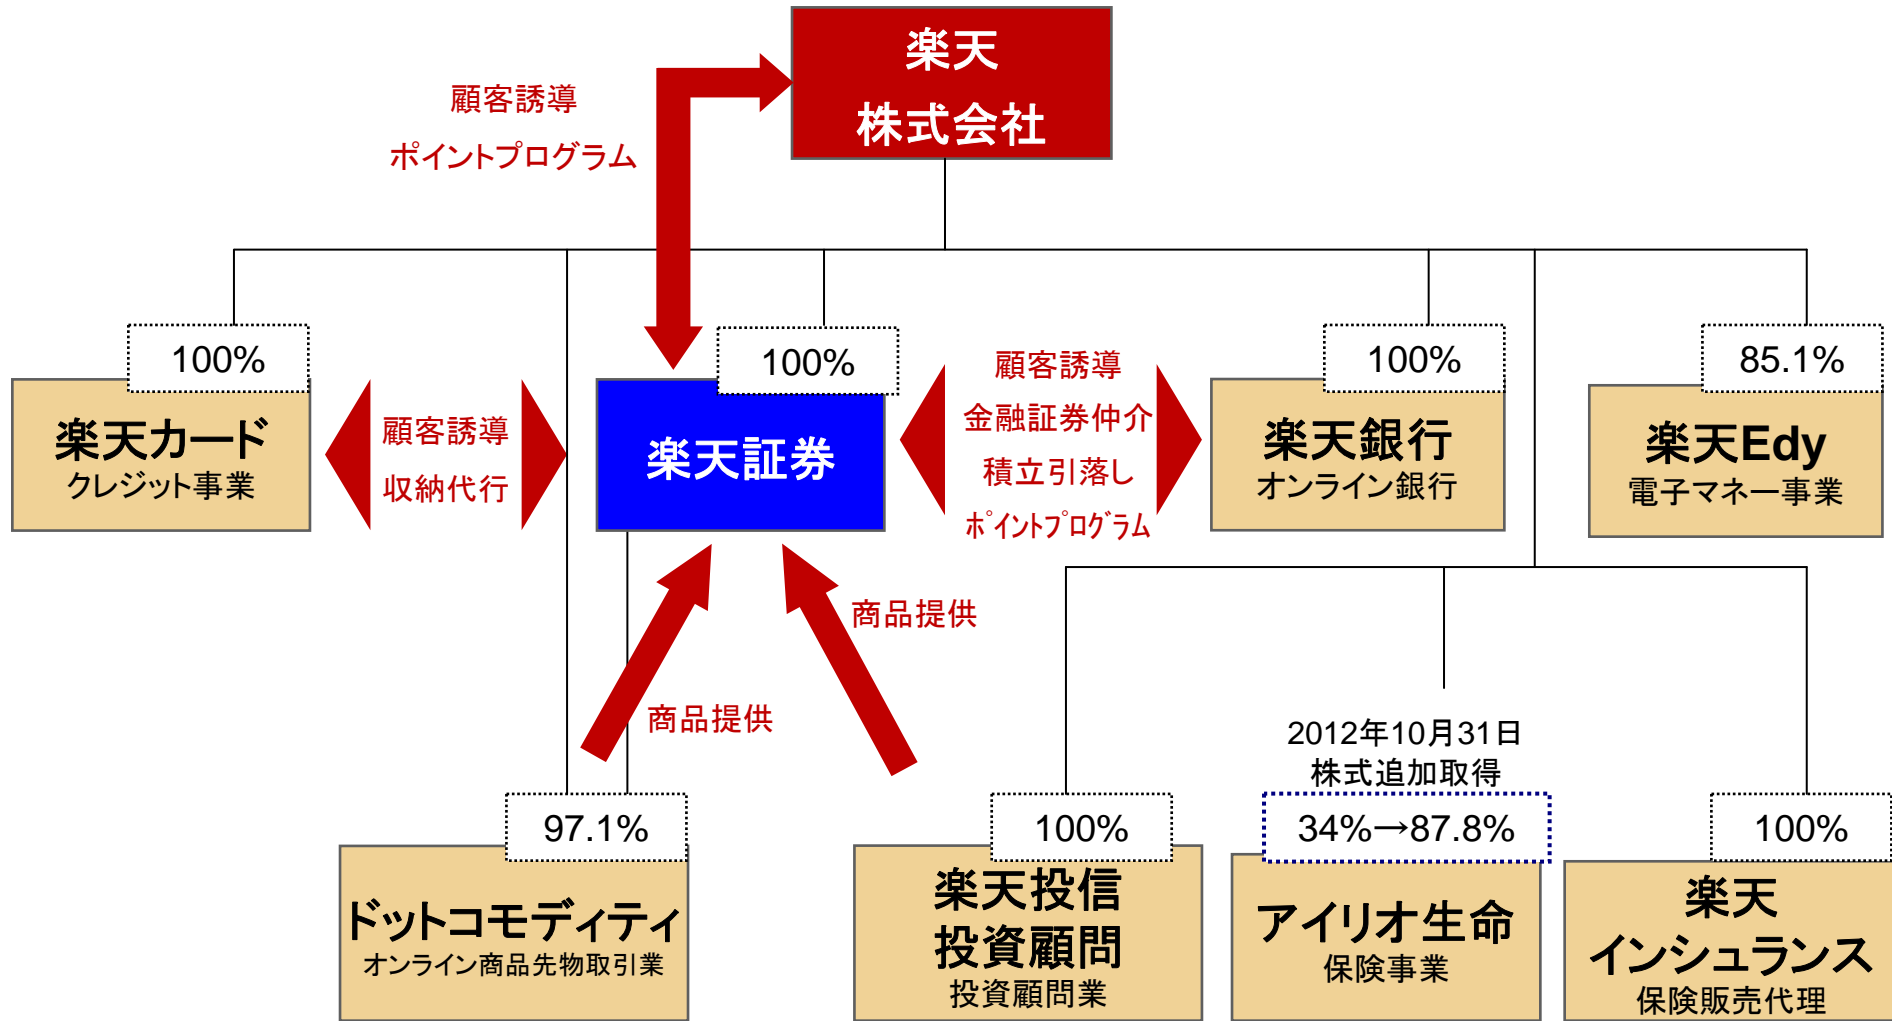 楽天
株式会社
顧客誘導
ポイントプログラム
100%
楽天カード
クレジット事業
顧客誘導
収納代行
100%
楽天証券
顧客誘導
金融証券仲介
積立引落し
ﾎﾟｲﾝﾄﾌﾟﾛｸﾞﾗﾑ
100%
楽天銀行
オンライン銀行
85.1%
楽天Edy
電子マネー事業
商品提供
商品提供
97.1%
ドットコモディティ
オンライン商品先物取引業
100%
楽天投信
投資顧問
投資顧問業
2012年10月31日
株式追加取得
34%→87.8%
アイリオ生命
保険事業
100%
楽天
インシュランス
保険販売代理